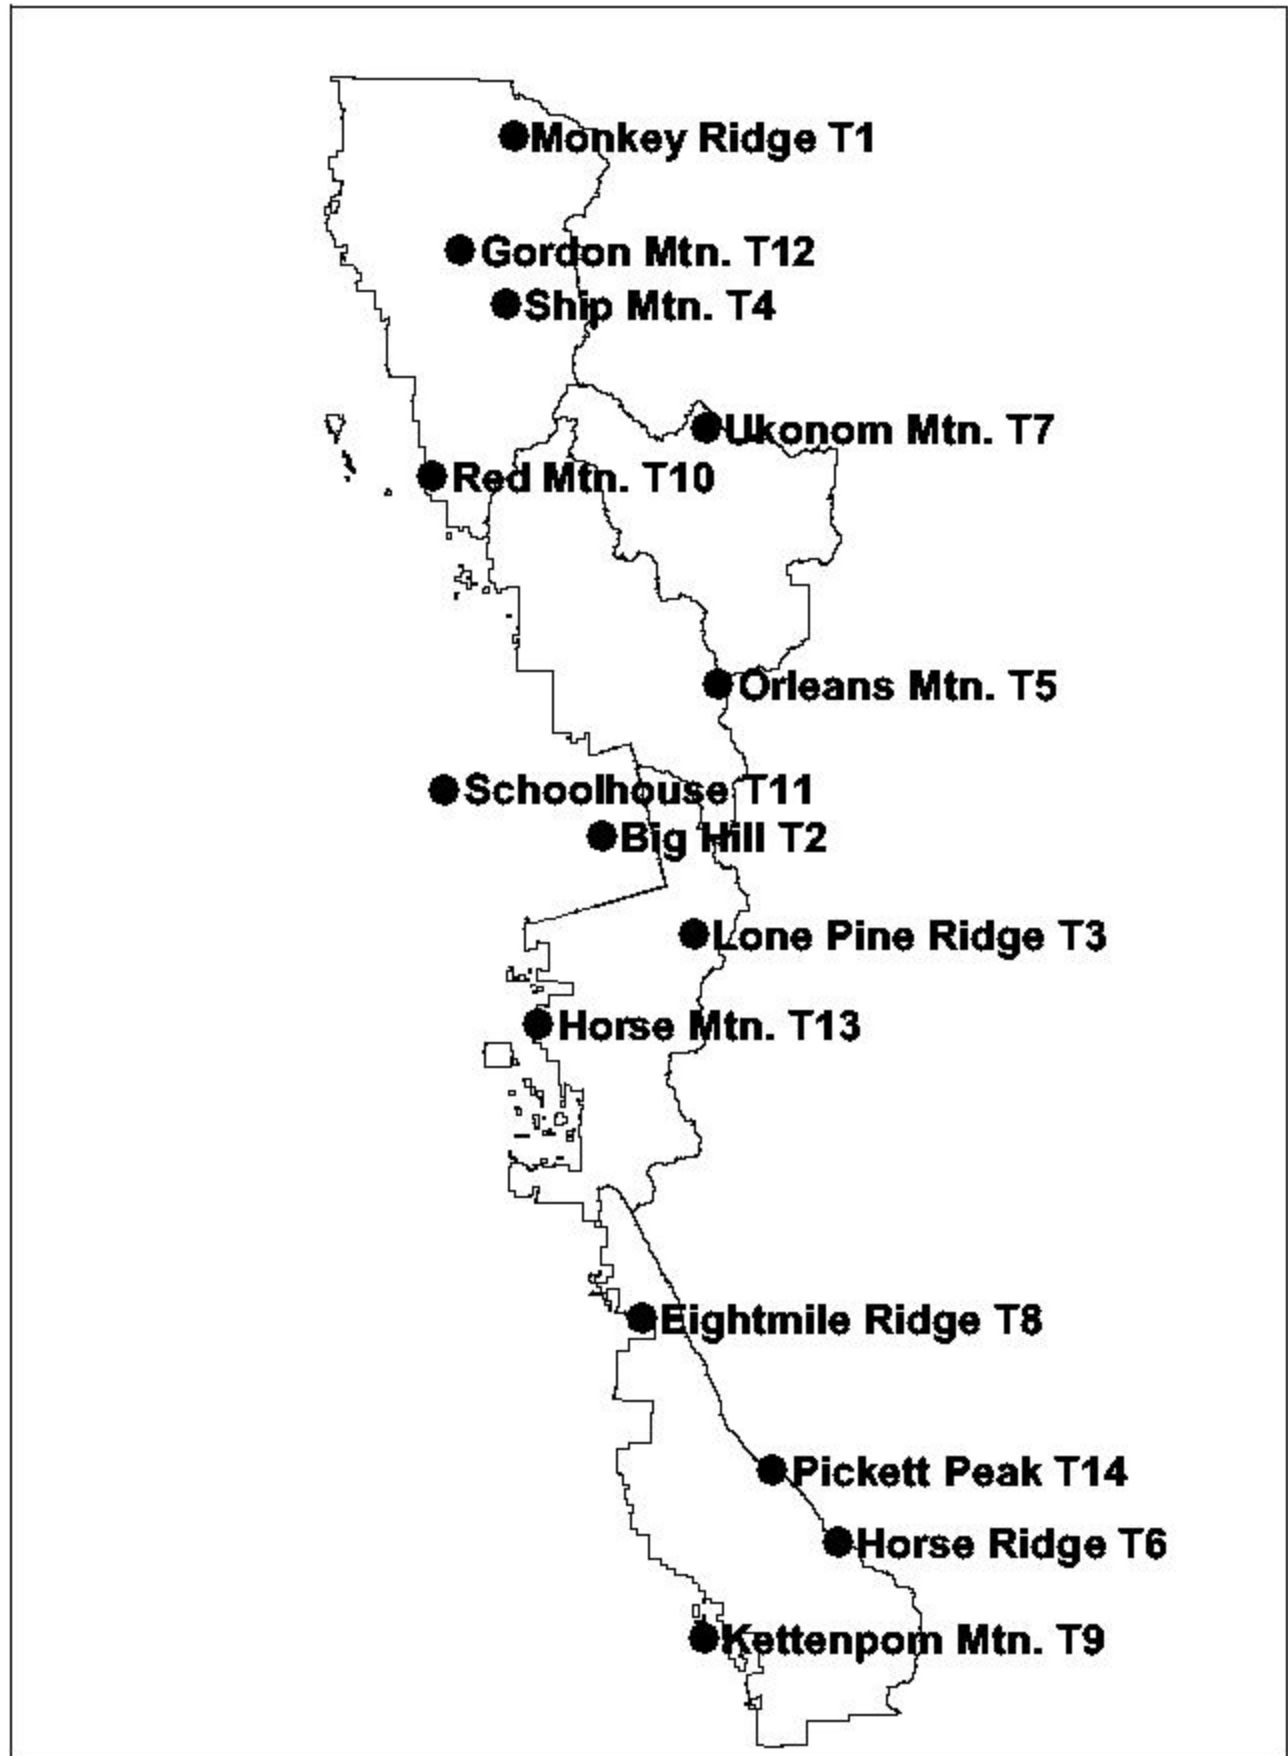 Monkey Ridge T1
Gordon Mtn. T12
Ship Mtn. T4
Ukonom Mtn. T7
Red Mtn. T10
Orleans Mtn. T5
Schoolhouse T11
Big Hill T2
Lone Pine Ridge T3
Horse Mtn. T13
Eightmile Ridge T8
Pickett Peak T14
Horse Ridge T6
Kettenpom Mtn. T9